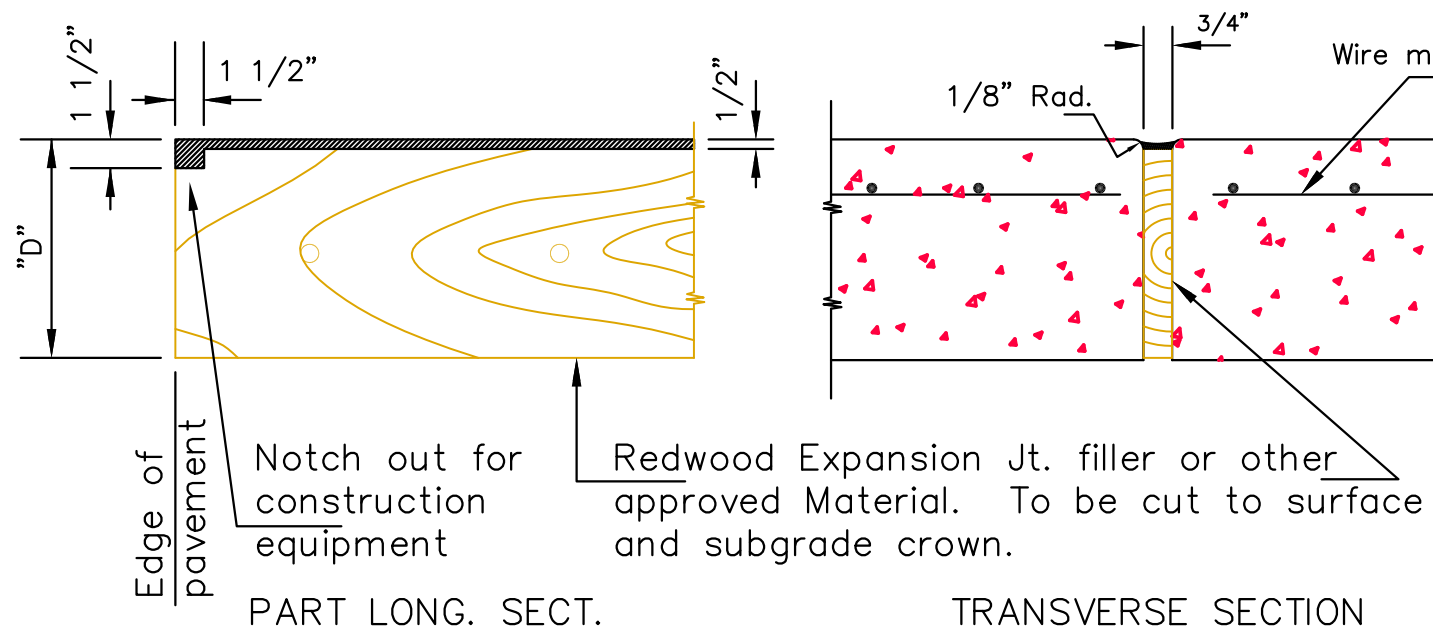 1 1/2”
1 1/2”
1/2”
3/4”
Wire m
1/8” Rad.
”D”
Edge of
pavement
Notch out for
construction
equipment
Redwood Expansion Jt. filler or other
approved Material. To be cut to surface
and subgrade crown.
PART LONG. SECT.
TRANSVERSE SECTION